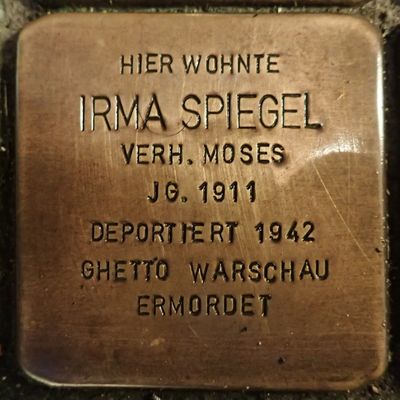 HIER WOHNTE
IRMA SPIEGEL
VERH. MOSES
JG. 1911
DEPORTIERT 1942
GHETTO WARSCHAU
ERMORDET